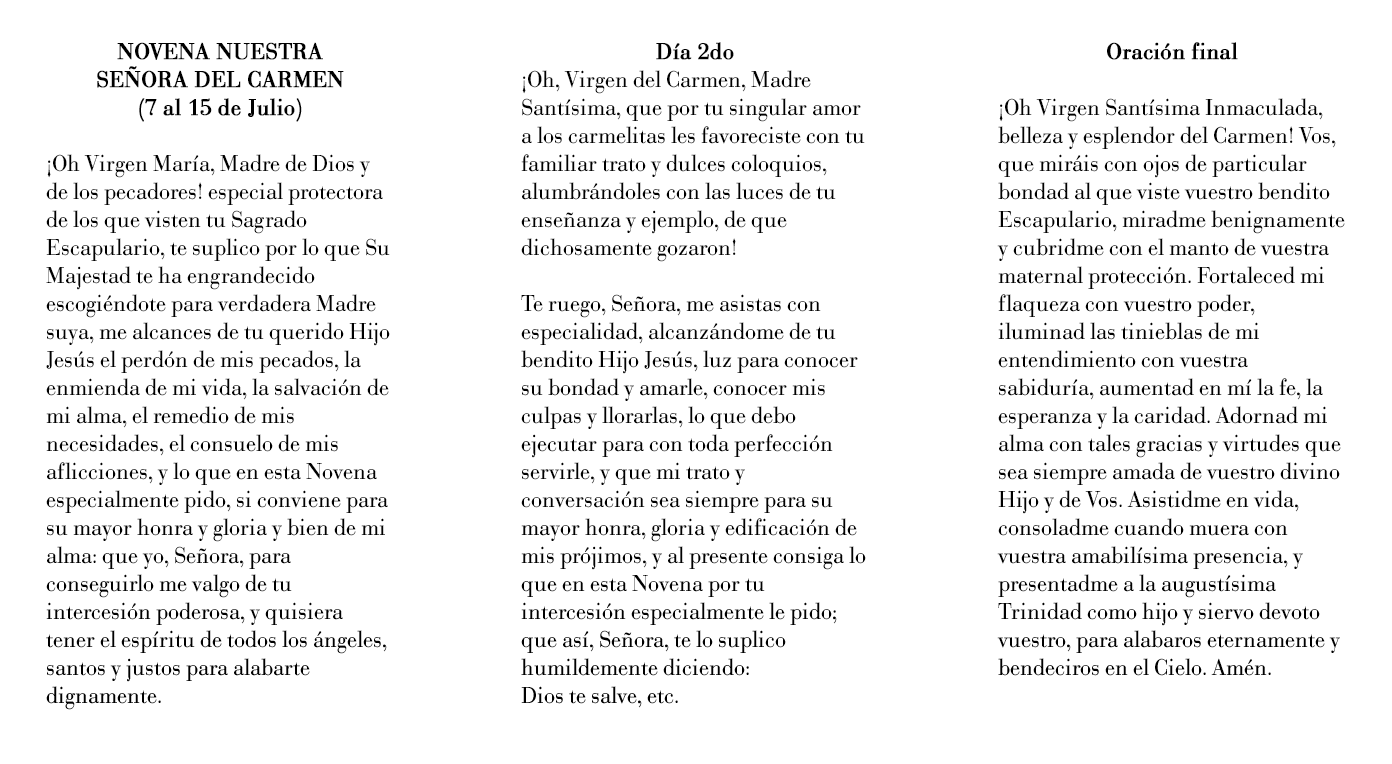 NOVENA NUESTRA
SEÑORA DEL CARMEN
(7 al 15 de Julio)
¡Oh Virgen María, Madre de Dios y
de los pecadores! especial protectora
de los que visten tu Sagrado
Escapulario, te suplico por lo que Su
Majestad te ha engrandecido
escogiéndote para verdadera Madre
suya, me alcances de tu querido Hijo
Jesús el perdón de mis pecados, la
enmienda de mi vida, la salvación de
mi alma, el remedio de mis
necesidades, el consuelo de mis
aflicciones, y lo que en esta Novena
especialmente pido, si conviene para
su mayor honra y gloria y bien de mi
alma: que yo, Señora, para
conseguirlo me valgo de tu
intercesión poderosa, y quisiera
tener el espíritu de todos los ángeles,
santos y justos para alabarte
dignamente.
Día 2do
¡Oh, Virgen del Carmen, Madre
Santísima, que por tu singular amor
a los carmelitas les favoreciste con tu
familiar trato y dulces coloquios,
alumbrándoles con las luces de tu
enseñanza y ejemplo, de que
dichosamente gozaron!
Te ruego, Señora, me asistas con
especialidad, alcanzándome de tu
bendito Hijo Jesús, luz para conocer
su bondad y amarle, conocer mis
culpas y llorarlas, lo que debo
ejecutar para con toda perfección
servirle, y que mi trato y
conversación sea siempre para su
mayor honra, gloria y edificación de
mis prójimos, y al presente consiga lo
que en esta Novena por tu
intercesión especialmente le pido;
que así, Señora, te lo suplico
humildemente diciendo:
Dios te salve, etc.
Oración final
¡Oh Virgen Santísima Inmaculada,
belleza y esplendor del Carmen! Vos,
que miráis con ojos de particular
bondad al que viste vuestro bendito
Escapulario, miradme benignamente
y cubridme con el manto de vuestra
maternal protección. Fortaleced mi
flaqueza con vuestro poder,
iluminad las tinieblas de mi
entendimiento con vuestra
sabiduría, aumentad en mí la fe, la
esperanza y la caridad. Adornad mi
alma con tales gracias y virtudes que
sea siempre amada de vuestro divino
Hijo y de Vos. Asistidme en vida,
consoladme cuando muera con
vuestra amabilísima presencia, y
presentadme a la augustísima
Trinidad como hijo y siervo devoto
vuestro, para alabaros eternamente y
bendeciros en el Cielo. Amén.